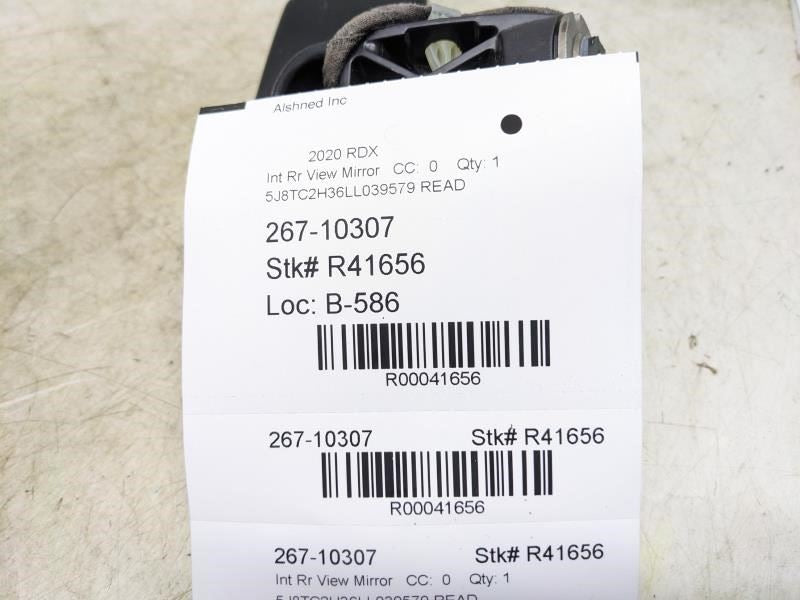 Alshned Inc
2020 RDX
Int Rr View Mirror CC: 0 Qty: 1
5J8TC2H36LL039579 READ
267-10307
Stk# R41656
Loc: B-586
R00041656
267-10307 Stk# R41656
R00041656
267-10307 Stk# R41656
Int Rr View Mirror CC: 0 Qty: 1
5J8TC2H36LL039579 READ